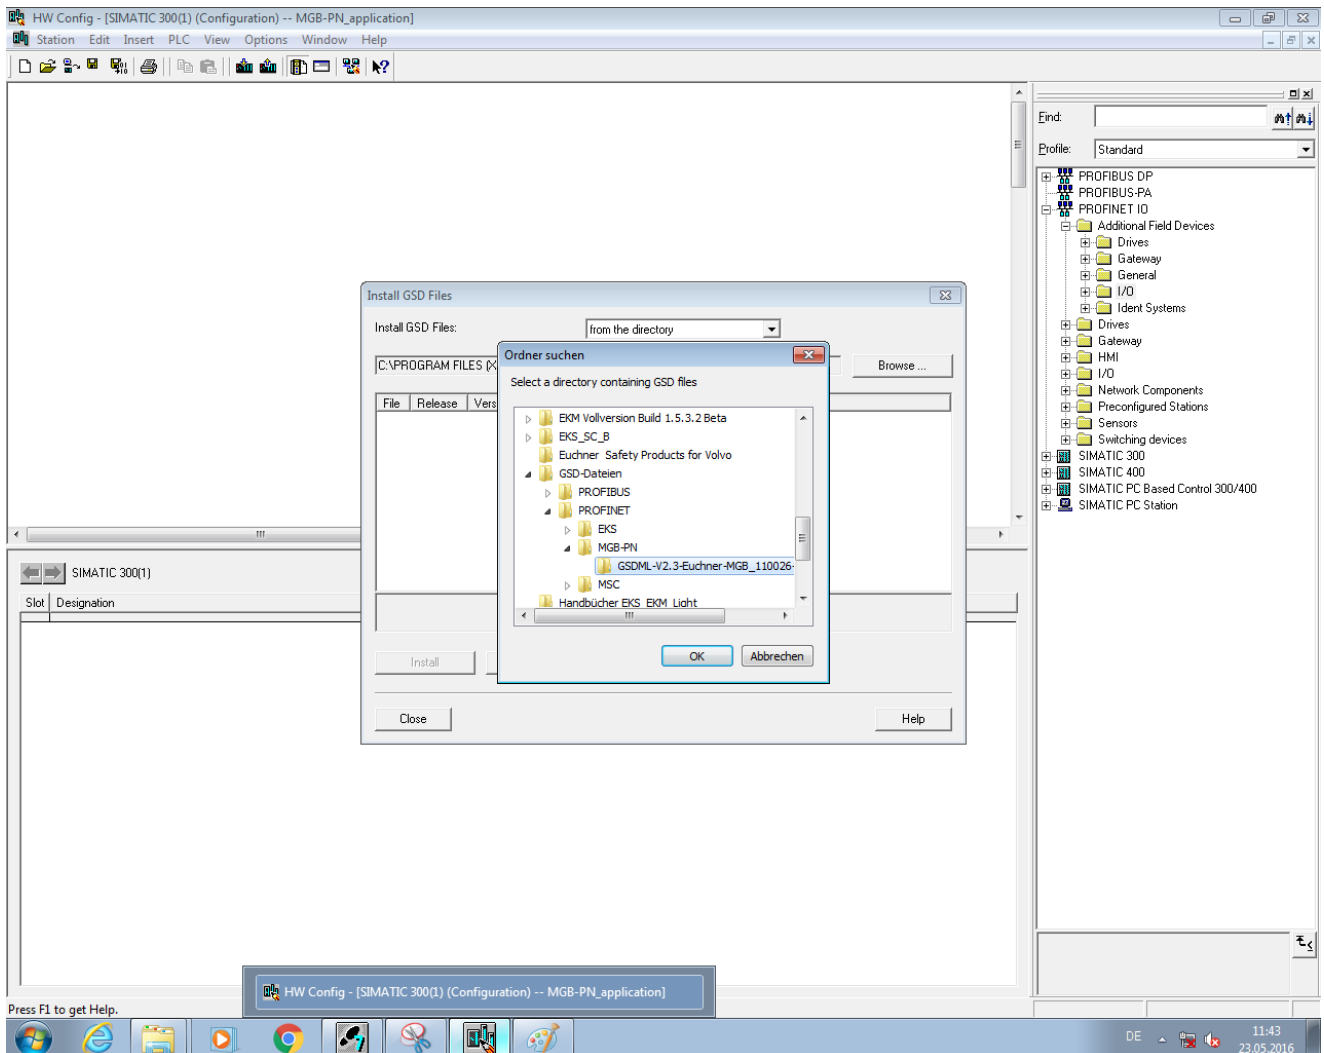 HW Config - [SIMATIC 300(1) (Configuration) -- MGB-PN_application]
Station Edit Insert PLC View Options Window Help
Find:
Profile: Standard
PROFIBUS DP
PROFIBUS-PA
PROFINET IO
Additional Field Devices
Drives
Gateway
General
I/O
Ident Systems
Drives
Gateway
HMI
I/O
Network Components
Preconfigured Stations
Sensors
Switching devices
SIMATIC 300
SIMATIC 400
SIMATIC PC Based Control 300/400
SIMATIC PC Station
Install GSD Files
Install GSD Files: from the directory
C:\PROGRAM FILES (X
Browse ...
File Release Vers
Ordner suchen
Select a directory containing GSD files
EKM Vollversion Build 1.5.3.2 Beta
EKS_SC_B
Euchner Safety Products for Volvo
GSD-Dateien
PROFIBUS
PROFINET
EKS
MGB-PN
GSDML-V2.3-Euchner-MGB_110026-
MSC
Handbücher EKS EKM Light
OK Abbrechen
Install
Close Help
SIMATIC 300(1)
Slot Designation
HW Config - [SIMATIC 300(1) (Configuration) -- MGB-PN_application]
Press F1 to get Help.
DE
11:43
23.05.2016